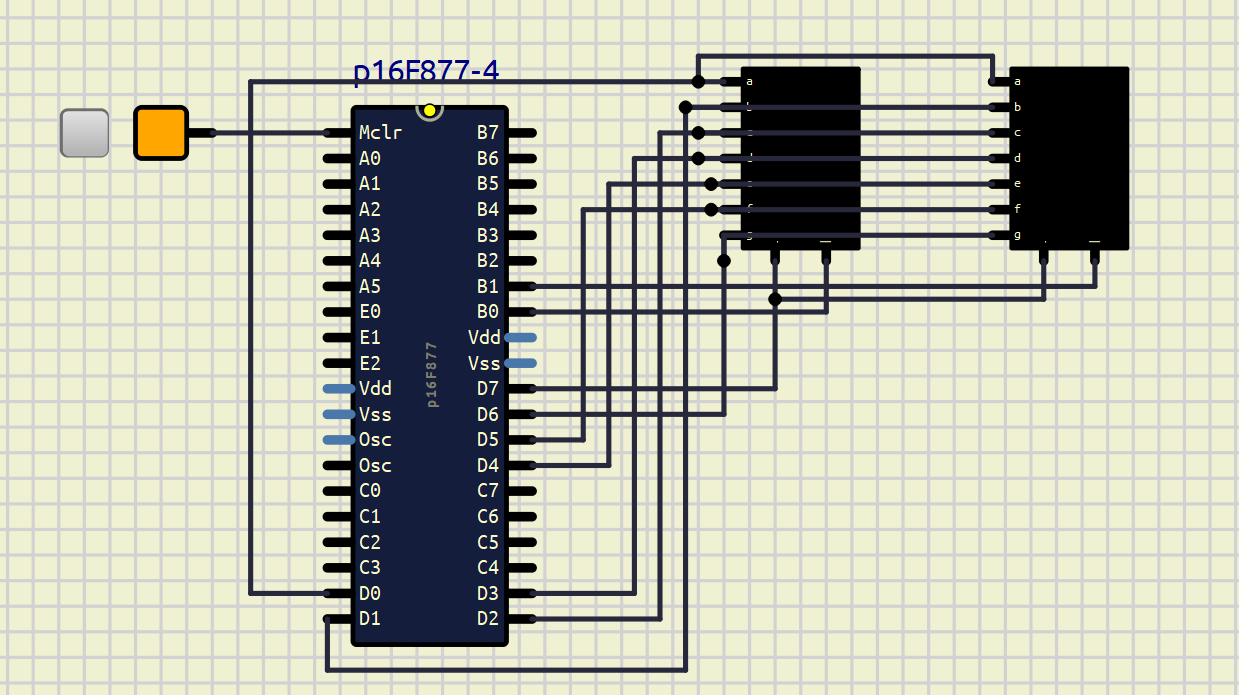 p16F877-4
Mclr B7
A0 B6
A1 B5
A2 B4
A3 B3
A4 B2
A5 B1
E0 B0
E1 Vdd
E2 Vss
Vdd D7
Vss D6
Osc D5
Osc D4
C0 C7
C1 C6
C2 C5
C3 C4
D0 D3
D1 D2
p16F877
a
a
b
c
d
e
f
g